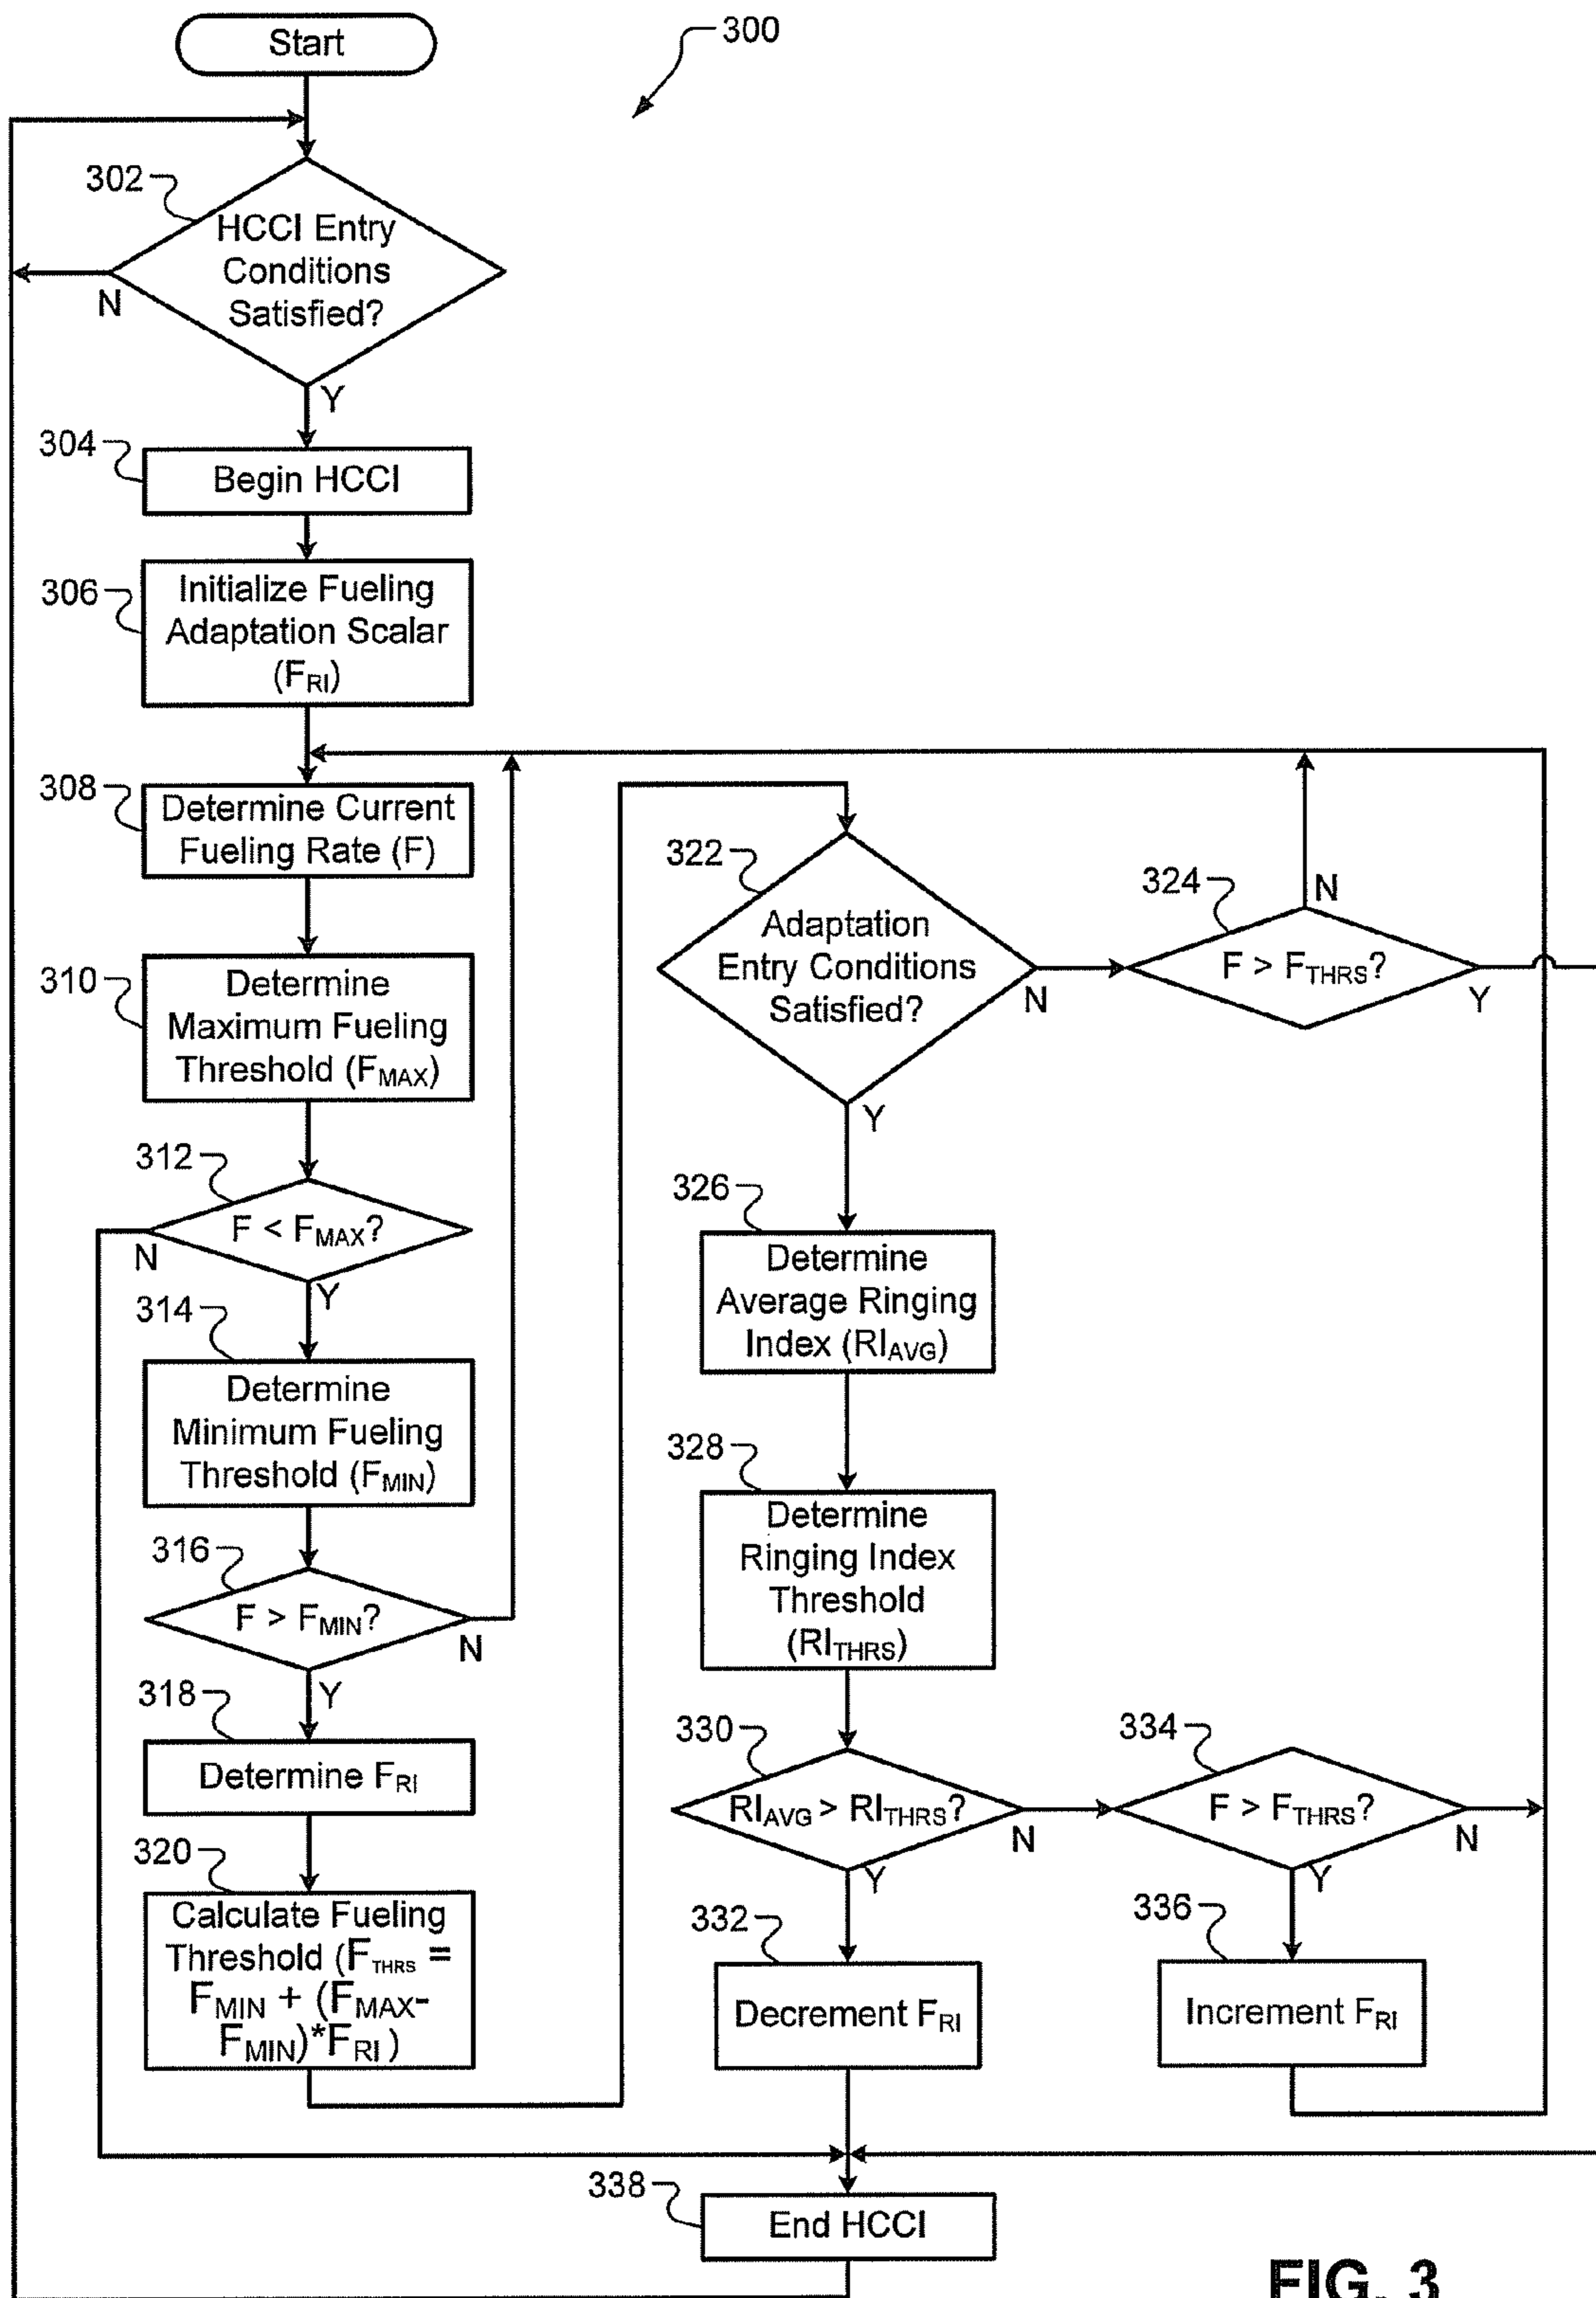 Start
300
302
HCCI Entry
Conditions
Satisfied?
N
Y
304
Begin HCCI
306
Initialize Fueling
Adaptation Scalar
(FRI)
308
Determine Current
Fueling Rate (F)
310
Determine
Maximum Fueling
Threshold (FMAX)
312
F < FMAX?
N
Y
314
Determine
Minimum Fueling
Threshold (FMIN)
316
F > FMIN?
N
Y
318
Determine FRI
320
Calculate Fueling
Threshold (FTHRS =
FMIN + (FMAX-
FMIN)*FRI)
322
Adaptation
Entry Conditions
Satisfied?
N
Y
324
N
F > FTHRS?
Y
326
Determine
Average Ringing
Index (RIAVG)
328
Determine
Ringing Index
Threshold
(RITHRS)
330
RIAVG > RITHRS?
N
Y
334
F > FTHRS?
N
Y
332
Decrement FRI
336
Increment FRI
338
End HCCI
FIG. 3